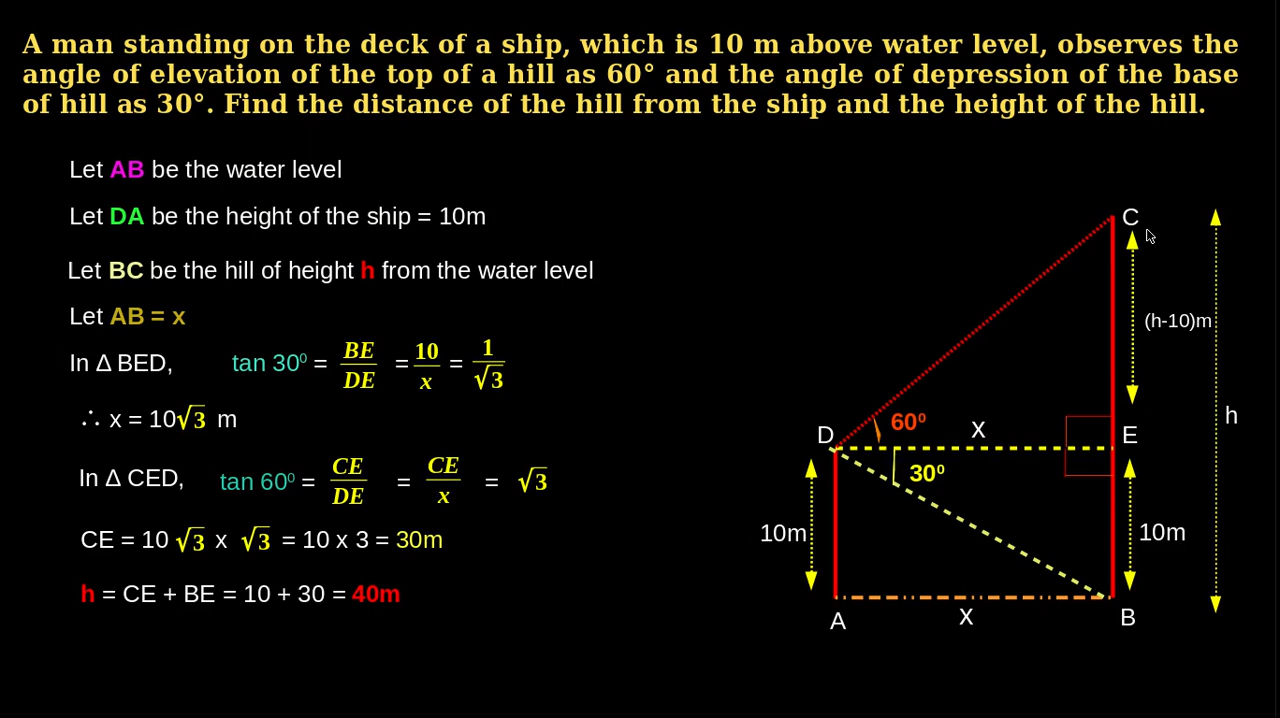 A man standing on the deck of a ship, which is 10 m above water level, observes the
angle of elevation of the top of a hill as 60° and the angle of depression of the base
of hill as 30°. Find the distance of the hill from the ship and the height of the hill.
Let AB be the water level
Let DA be the height of the ship = 10m
Let BC be the hill of height h from the water level
Let AB = x
In Δ BED, tan 30⁰ = BE/DE = 10/x = 1/√3
∴ x = 10√3 m
In Δ CED, tan 60⁰ = CE/DE = CE/x = √3
CE = 10 √3 x √3 = 10 x 3 = 30m
h = CE + BE = 10 + 30 = 40m
C
(h-10)m
h
60⁰
X
D
E
30⁰
10m
10m
A
X
B